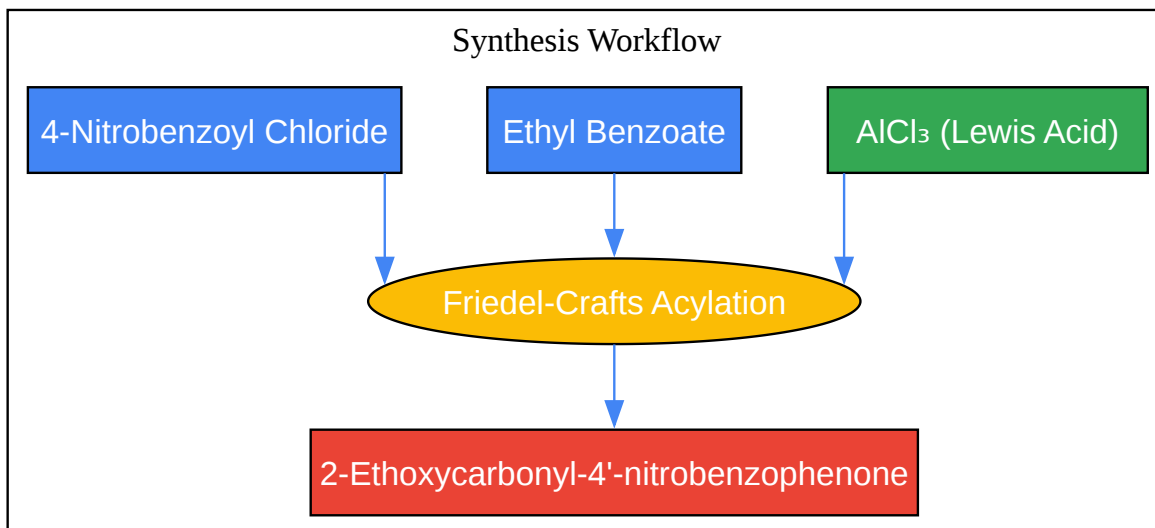 Synthesis Workflow
4-Nitrobenzoyl Chloride
Ethyl Benzoate
AlCl₃ (Lewis Acid)
Friedel-Crafts Acylation
2-Ethoxycarbonyl-4'-nitrobenzophenone